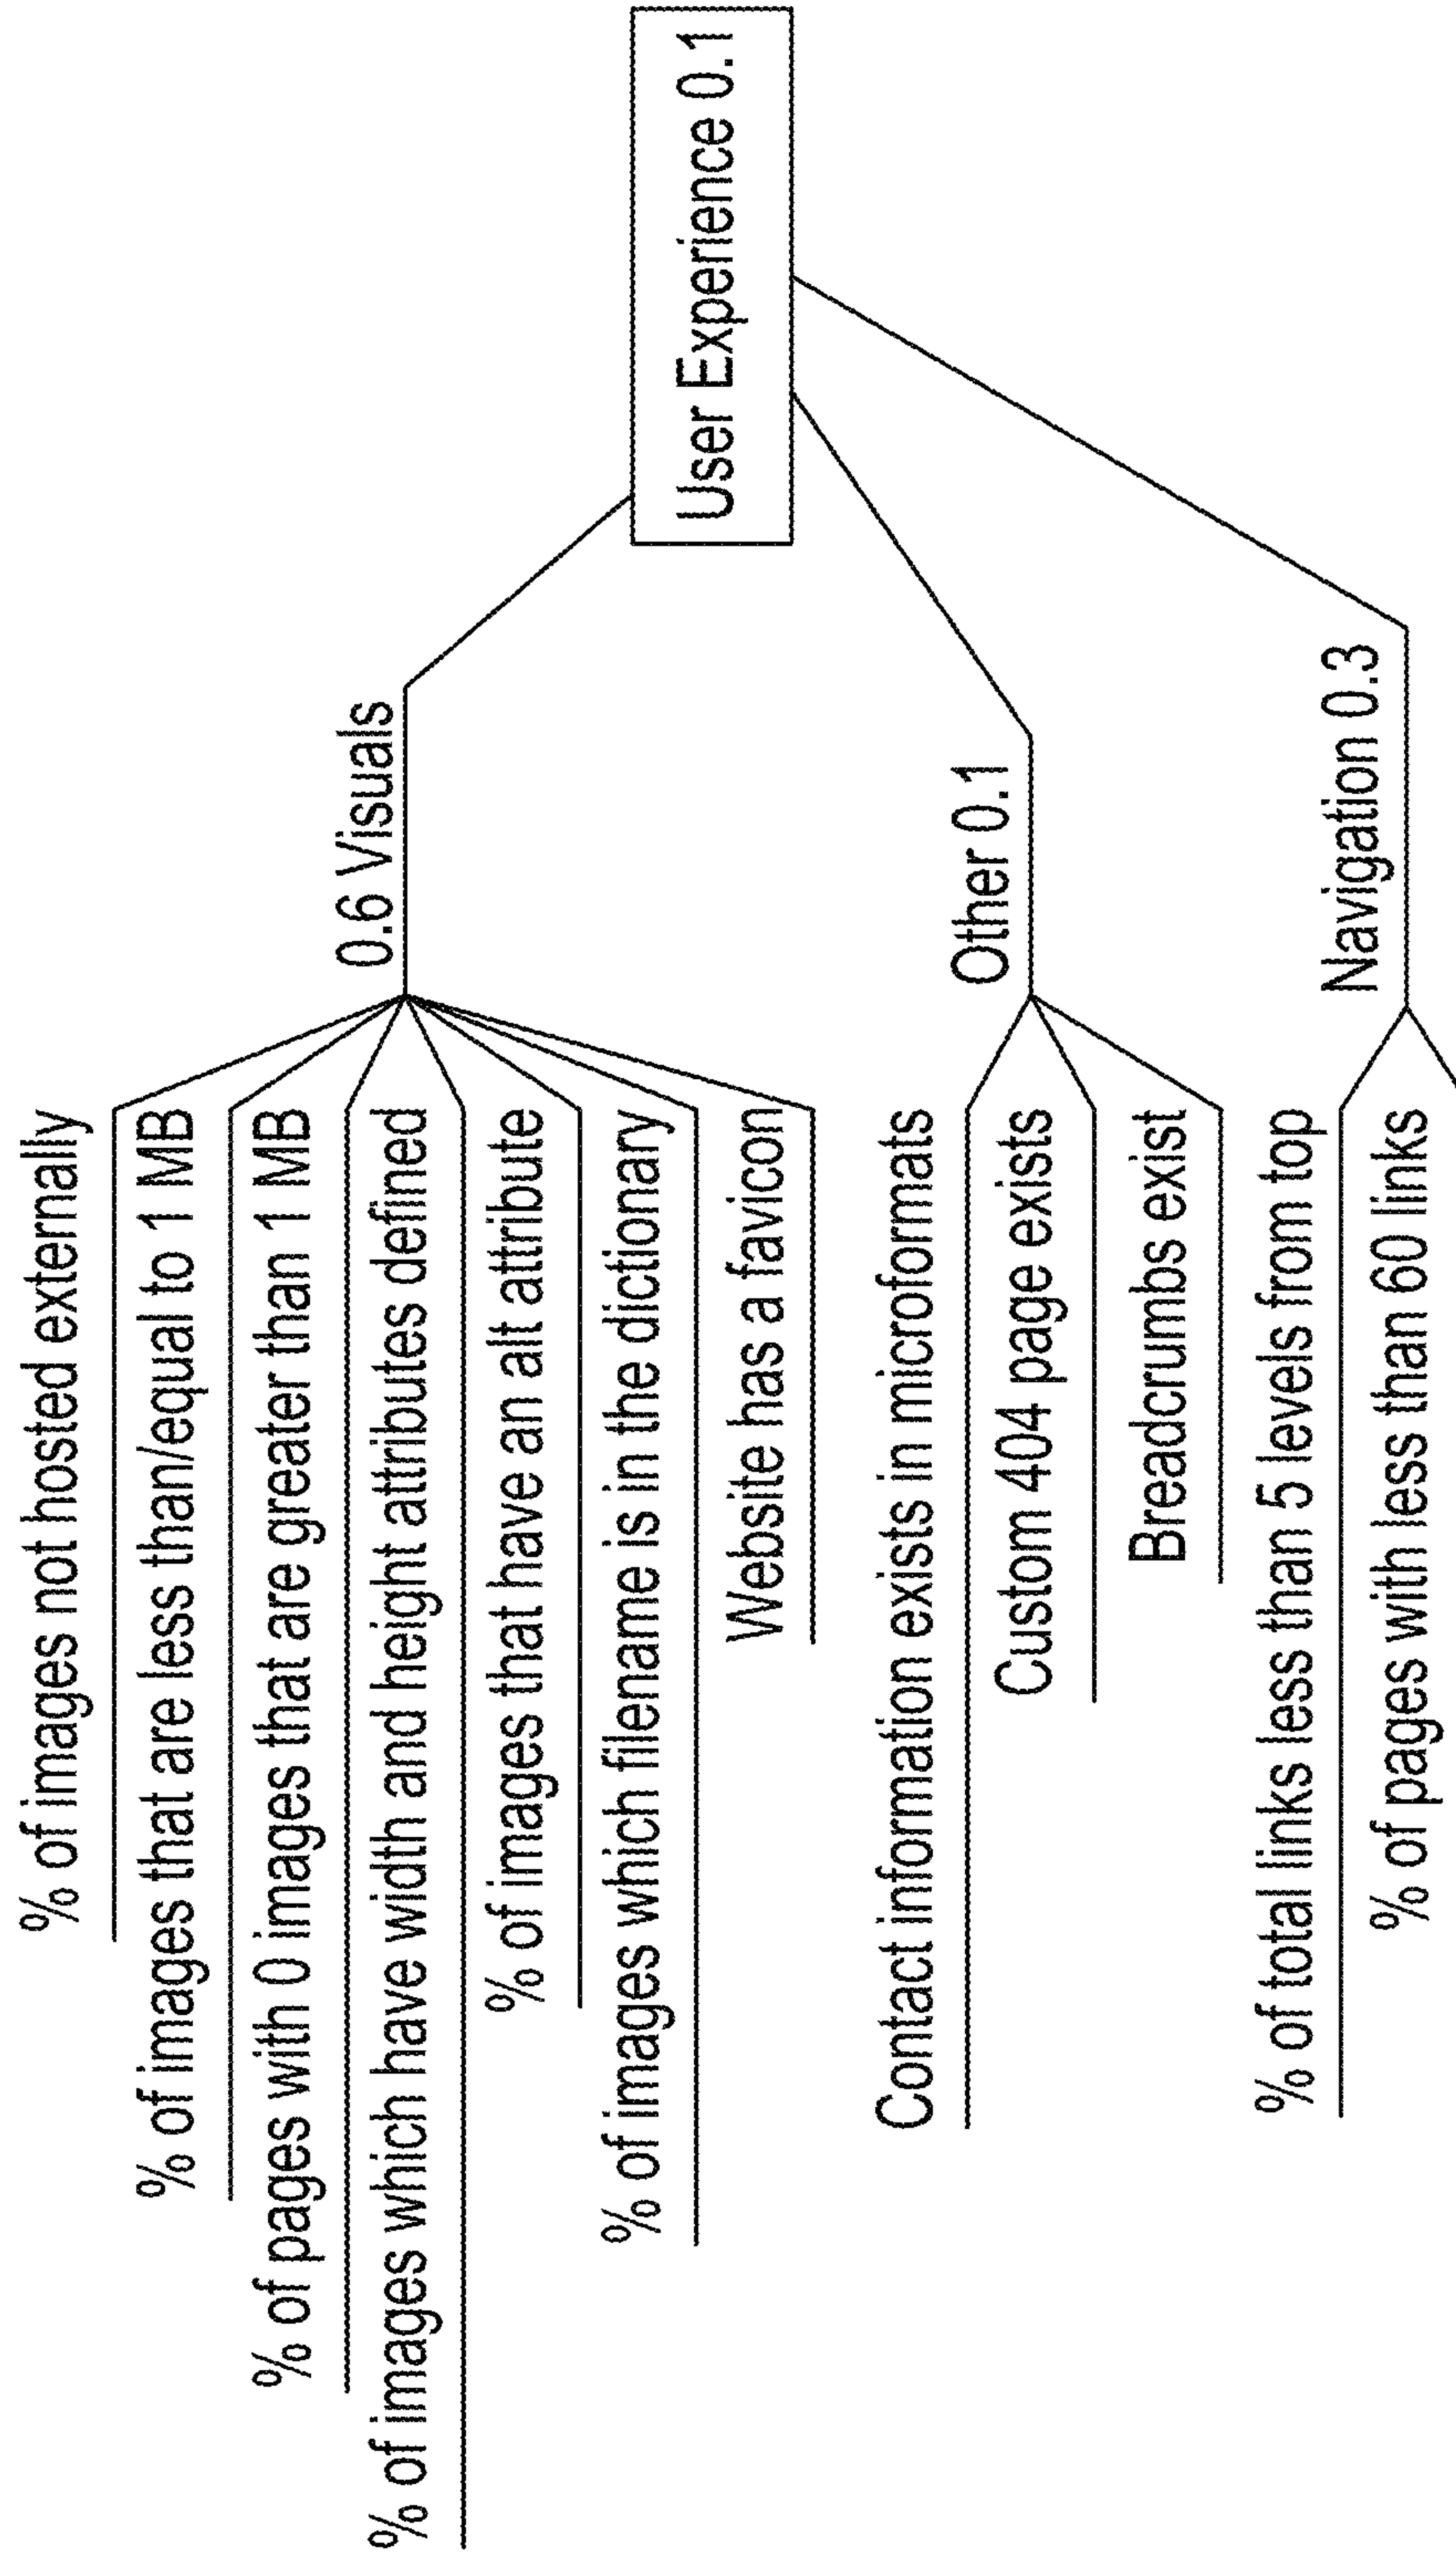 % of images not hosted externally
% of images that are less than/equal to 1 MB
% of pages with 0 images that are greater than 1 MB
% of images which have width and height attributes defined
% of images that have an alt attribute
% of images which filename is in the dictionary
Website has a favicon
0.6 Visuals
User Experience 0.1
Contact information exists in microformats
Custom 404 page exists
Breadcrumbs exist
Other 0.1
% of total links less than 5 levels from top
% of pages with less than 60 links
Navigation 0.3